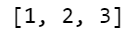 [1, 2, 3]